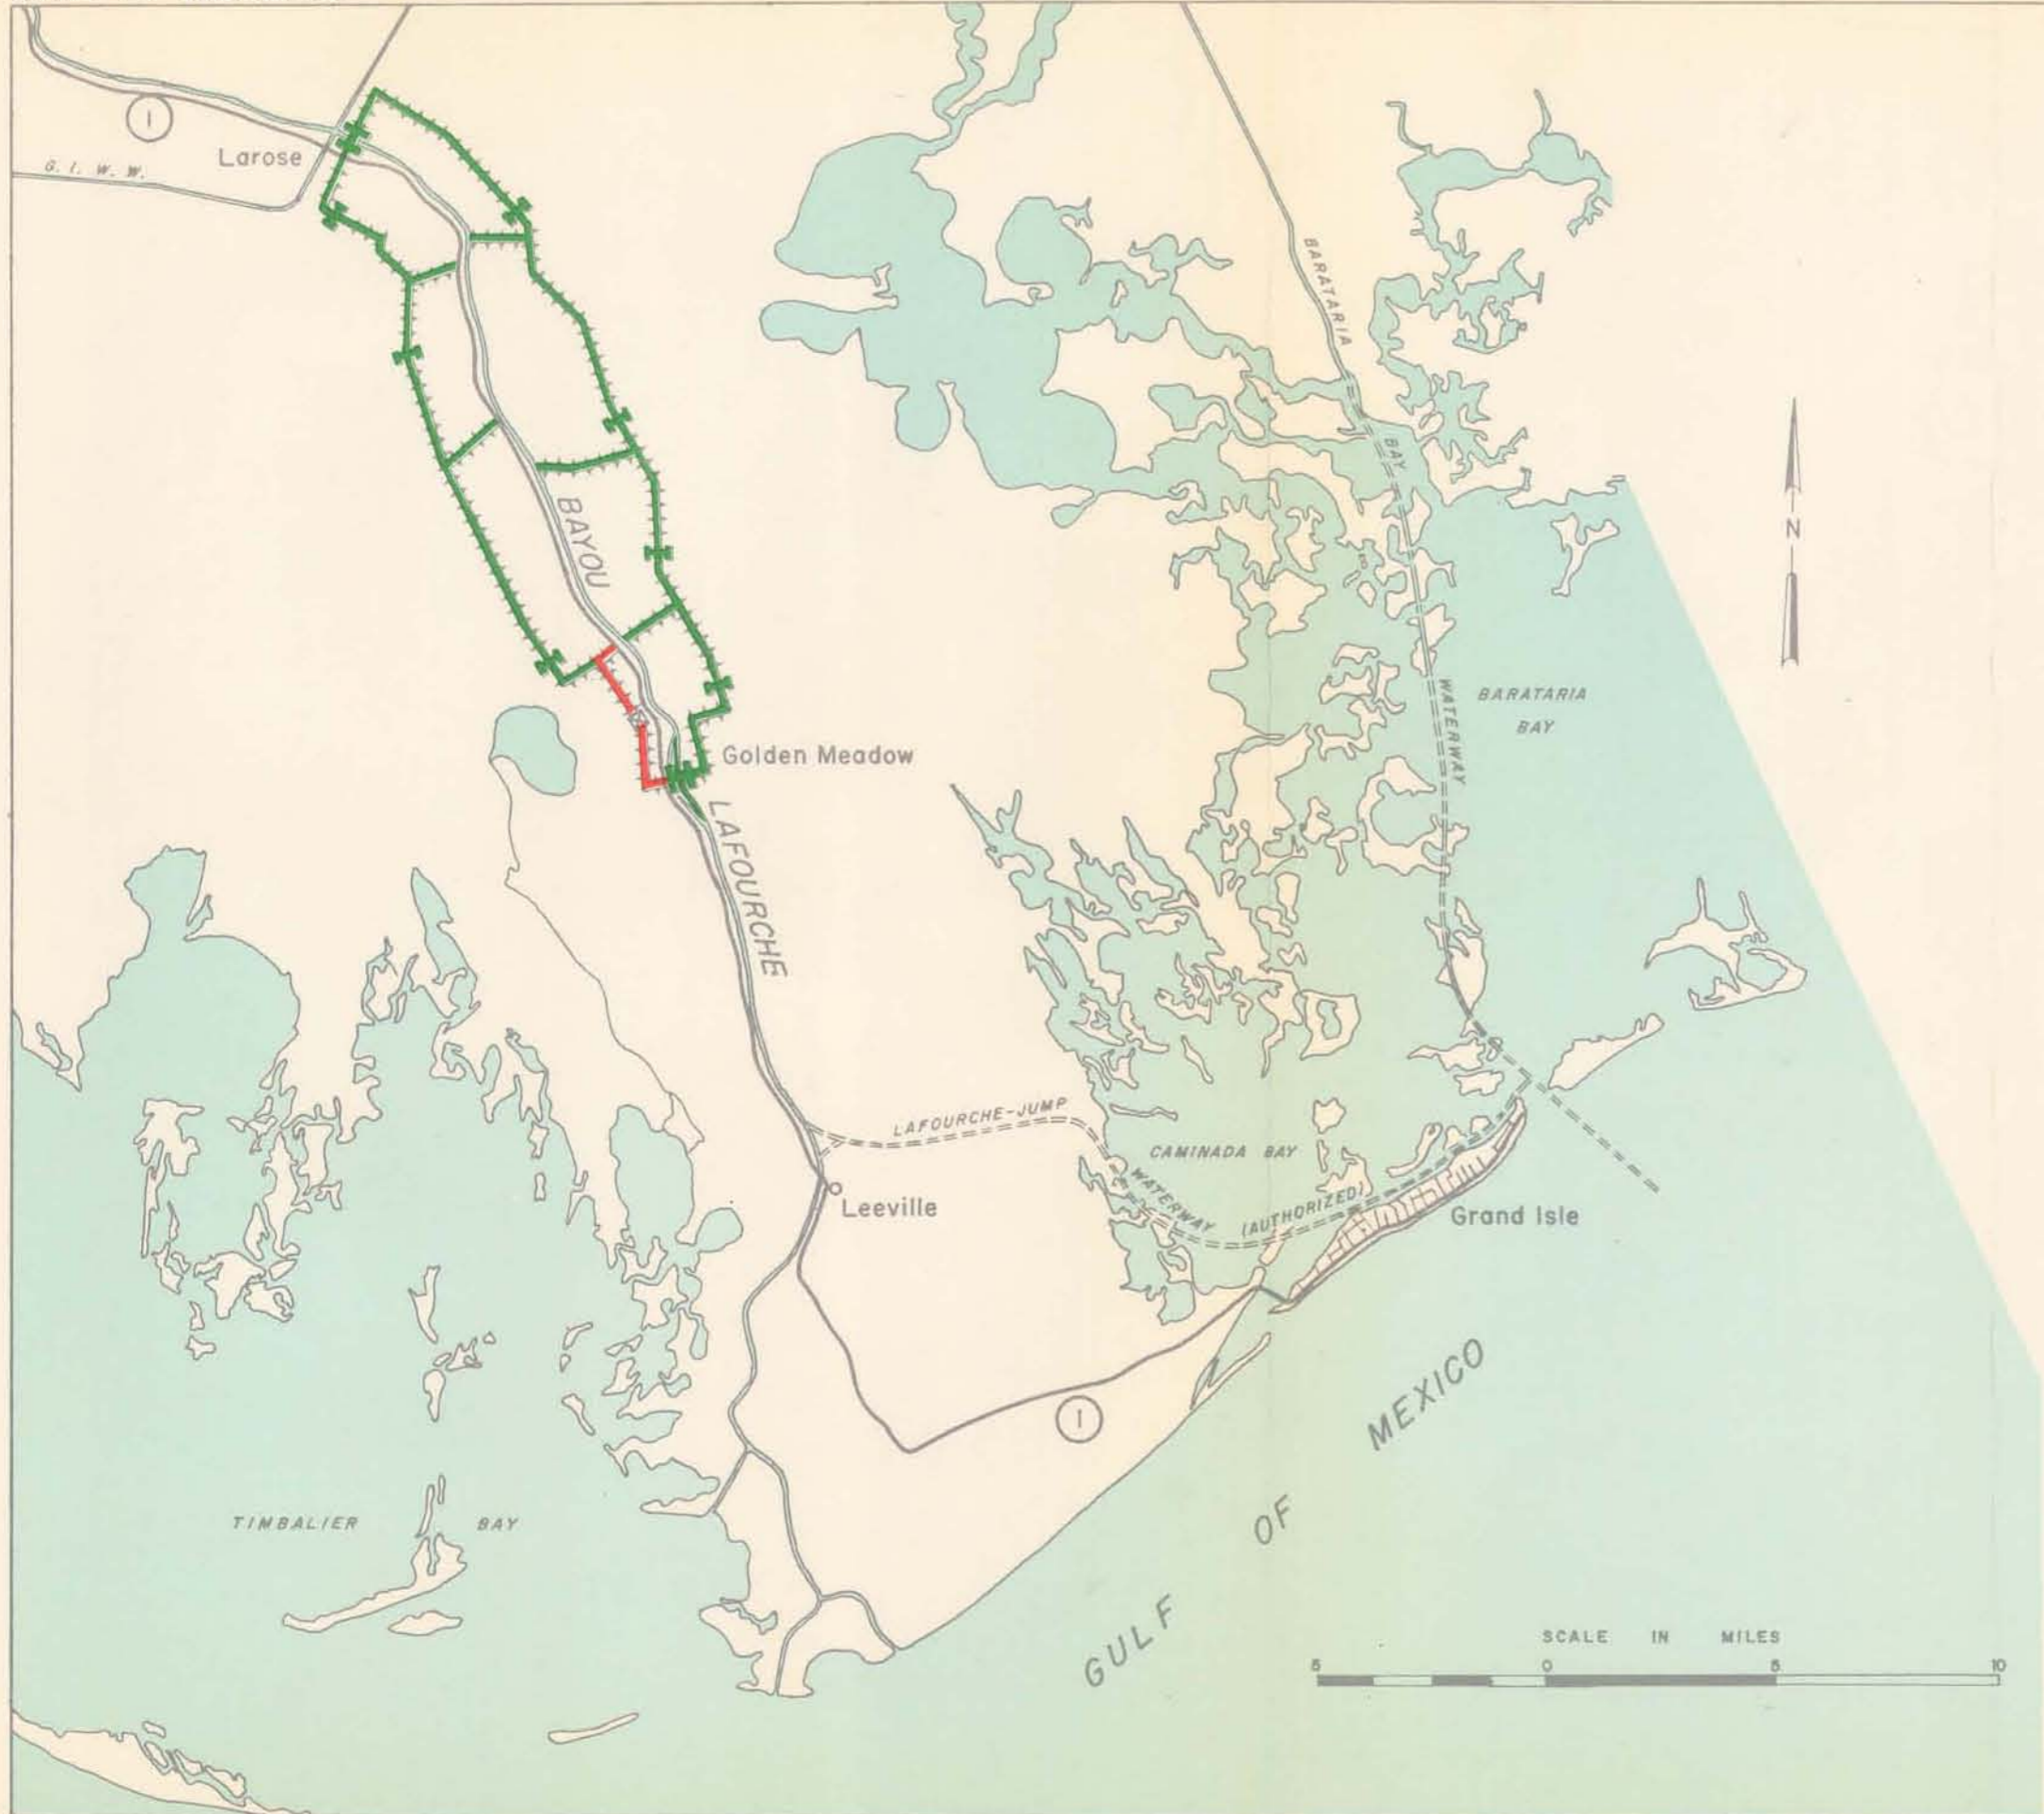 1
Larose
G. I. W. W.
BARATARIA
BAY
WATERWAY
N
BARATARIA
BAY
BAYOU
LAFOURCHE
Golden Meadow
LAFOURCHE-JUMP
WATERWAY
(AUTHORIZED)
CAMINADA BAY
Leeville
Grand Isle
1
TIMBALIER BAY
GULF OF MEXICO
SCALE IN MILES
5 0 5 10